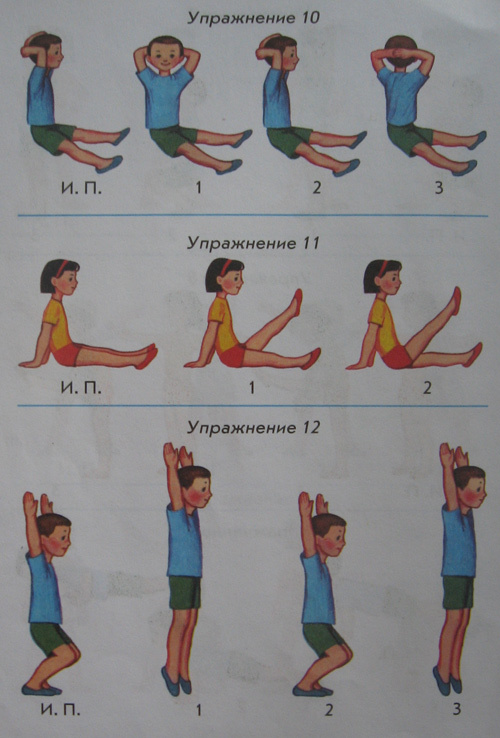 Упражнение 10
И. П. 1 2 3
Упражнение 11
И. П. 1 2
Упражнение 12
И. П. 1 2 3